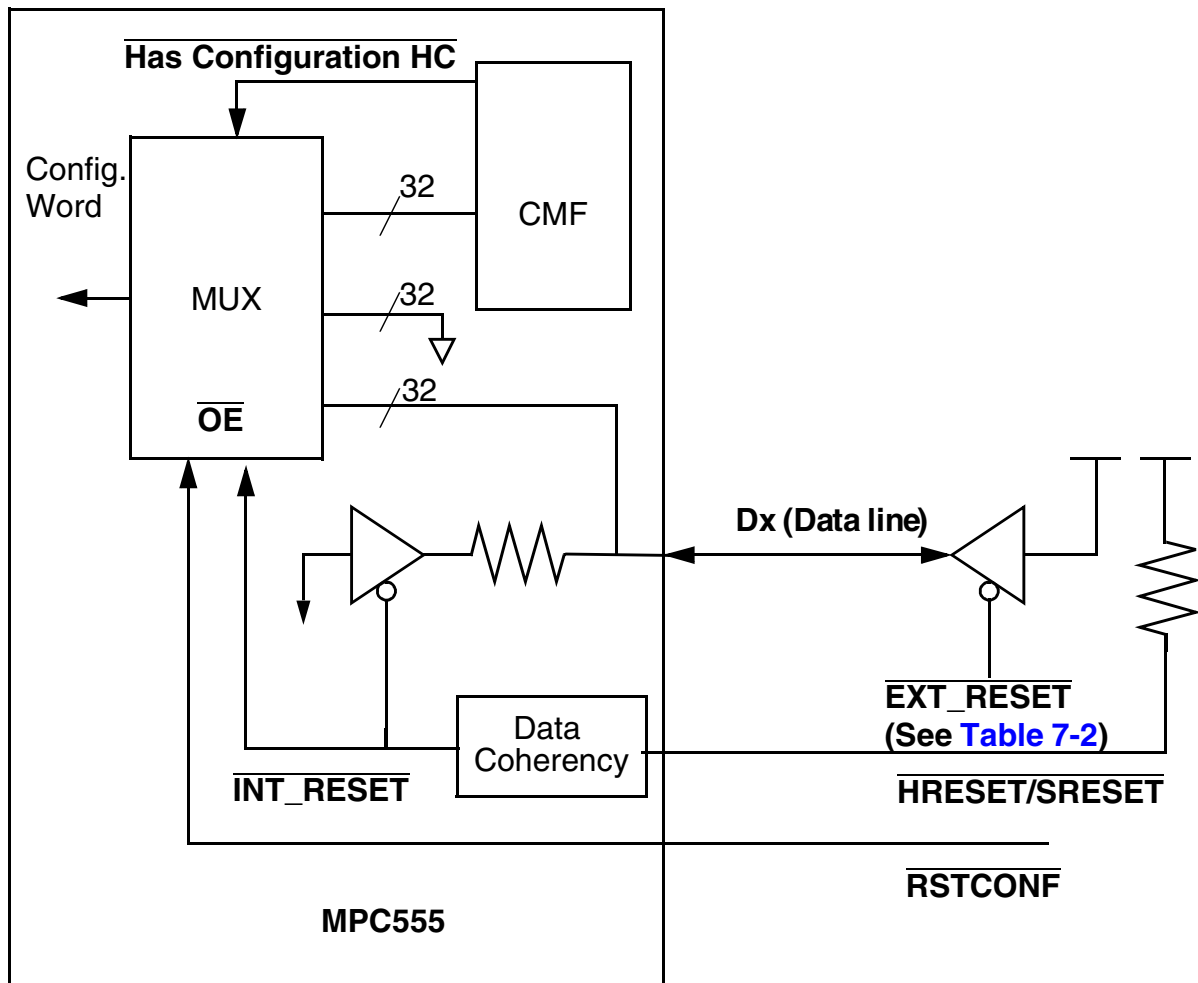 Has Configuration HC
Config.
Word
32
CMF
MUX
32
32
OE
Dx (Data line)
EXT_RESET
(See Table 7-2)
Data
Coherency
INT_RESET
HRESET/SRESET
RSTCONF
MPC555